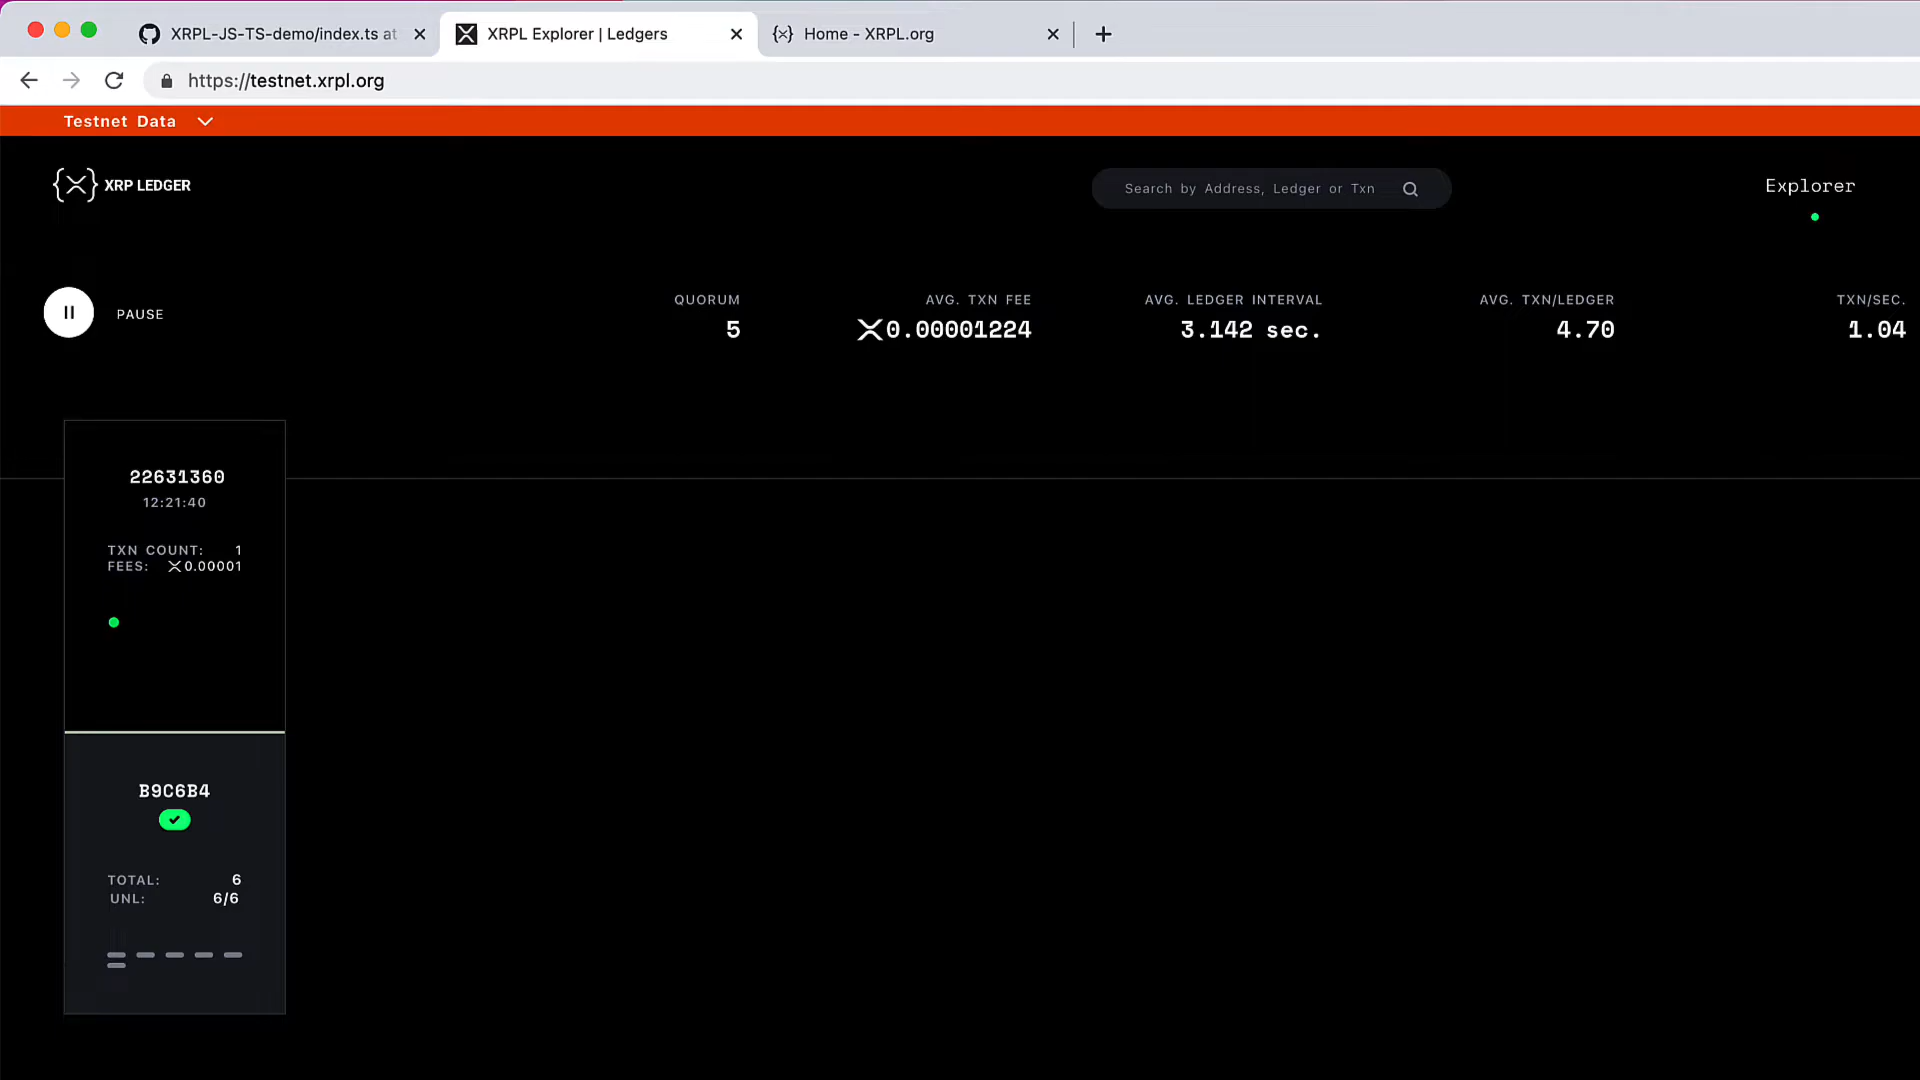 XRPL-JS-TS-demo/index.ts at
XRPL Explorer | Ledgers
{X} Home - XRPL.org
https://testnet.xrpl.org
Testnet Data
{X} XRP LEDGER
Search by Address, Ledger or Txn
Explorer
PAUSE
QUORUM
5
AVG. TXN FEE
0.00001224
AVG. LEDGER INTERVAL
3.142 sec.
AVG. TXN/LEDGER
4.70
TXN/SEC.
1.04
22631360
12:21:40
TXN COUNT: 1
FEES: 0.00001
B9C6B4
TOTAL: 6
UNL: 6/6